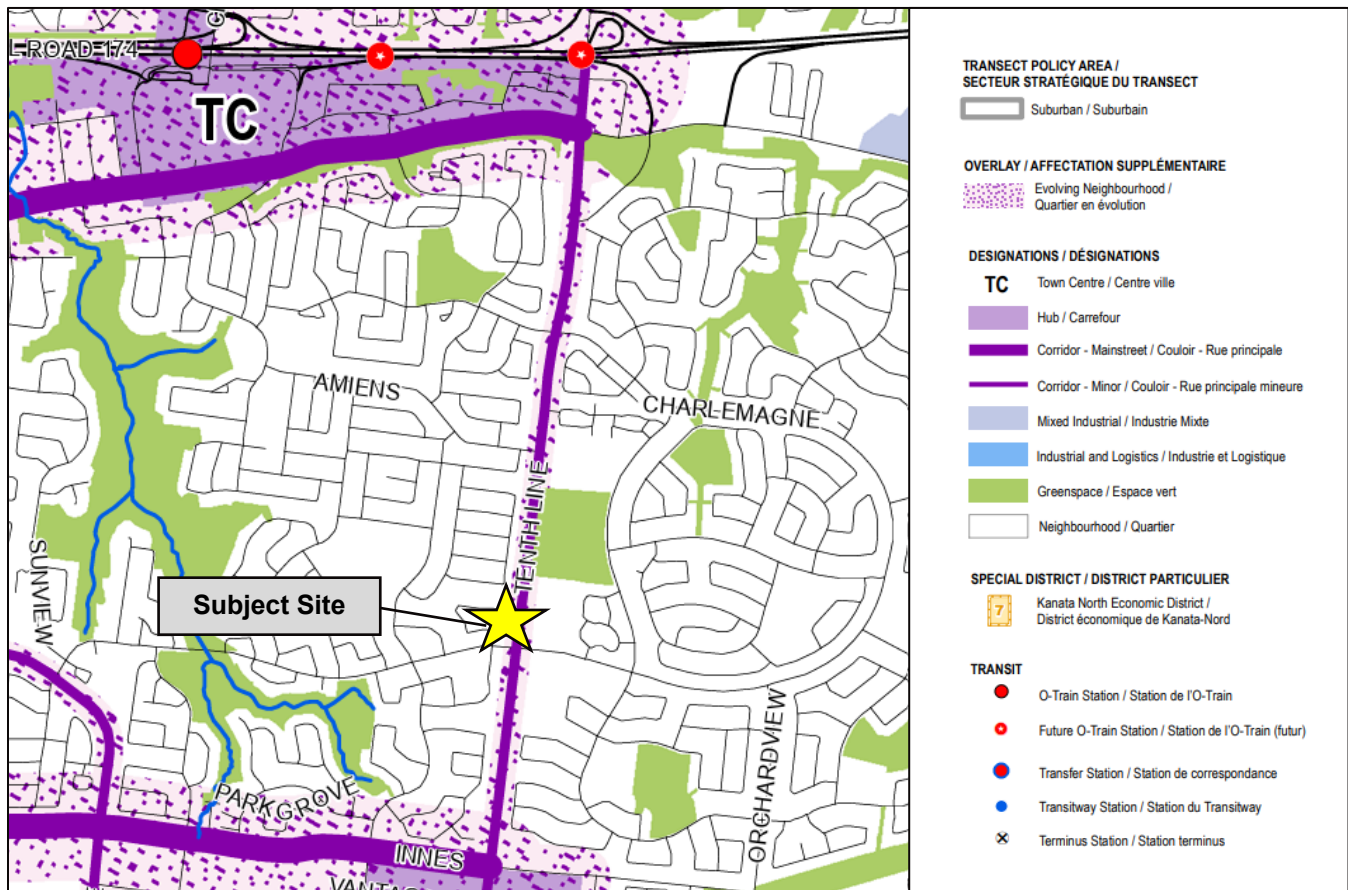 L ROAD 174
TC
AMIENS
CHARLEMAGNE
TENTH LINE
SUNVIEW
Subject Site
ORCHARDVIEW
PARKGROVE
INNES
TRANSECT POLICY AREA /
SECTEUR STRATÉGIQUE DU TRANSECT
Suburban / Suburbain
OVERLAY / AFFECTATION SUPPLÉMENTAIRE
Evolving Neighbourhood /
Quartier en évolution
DESIGNATIONS / DÉSIGNATIONS
TC Town Centre / Centre ville
Hub / Carrefour
Corridor - Mainstreet / Couloir - Rue principale
Corridor - Minor / Couloir - Rue principale mineure
Mixed Industrial / Industrie Mixte
Industrial and Logistics / Industrie et Logistique
Greenspace / Espace vert
Neighbourhood / Quartier
SPECIAL DISTRICT / DISTRICT PARTICULIER
7 Kanata North Economic District /
District économique de Kanata-Nord
TRANSIT
O-Train Station / Station de l'O-Train
Future O-Train Station / Station de l'O-Train (futur)
Transfer Station / Station de correspondance
Transitway Station / Station du Transitway
Terminus Station / Station terminus